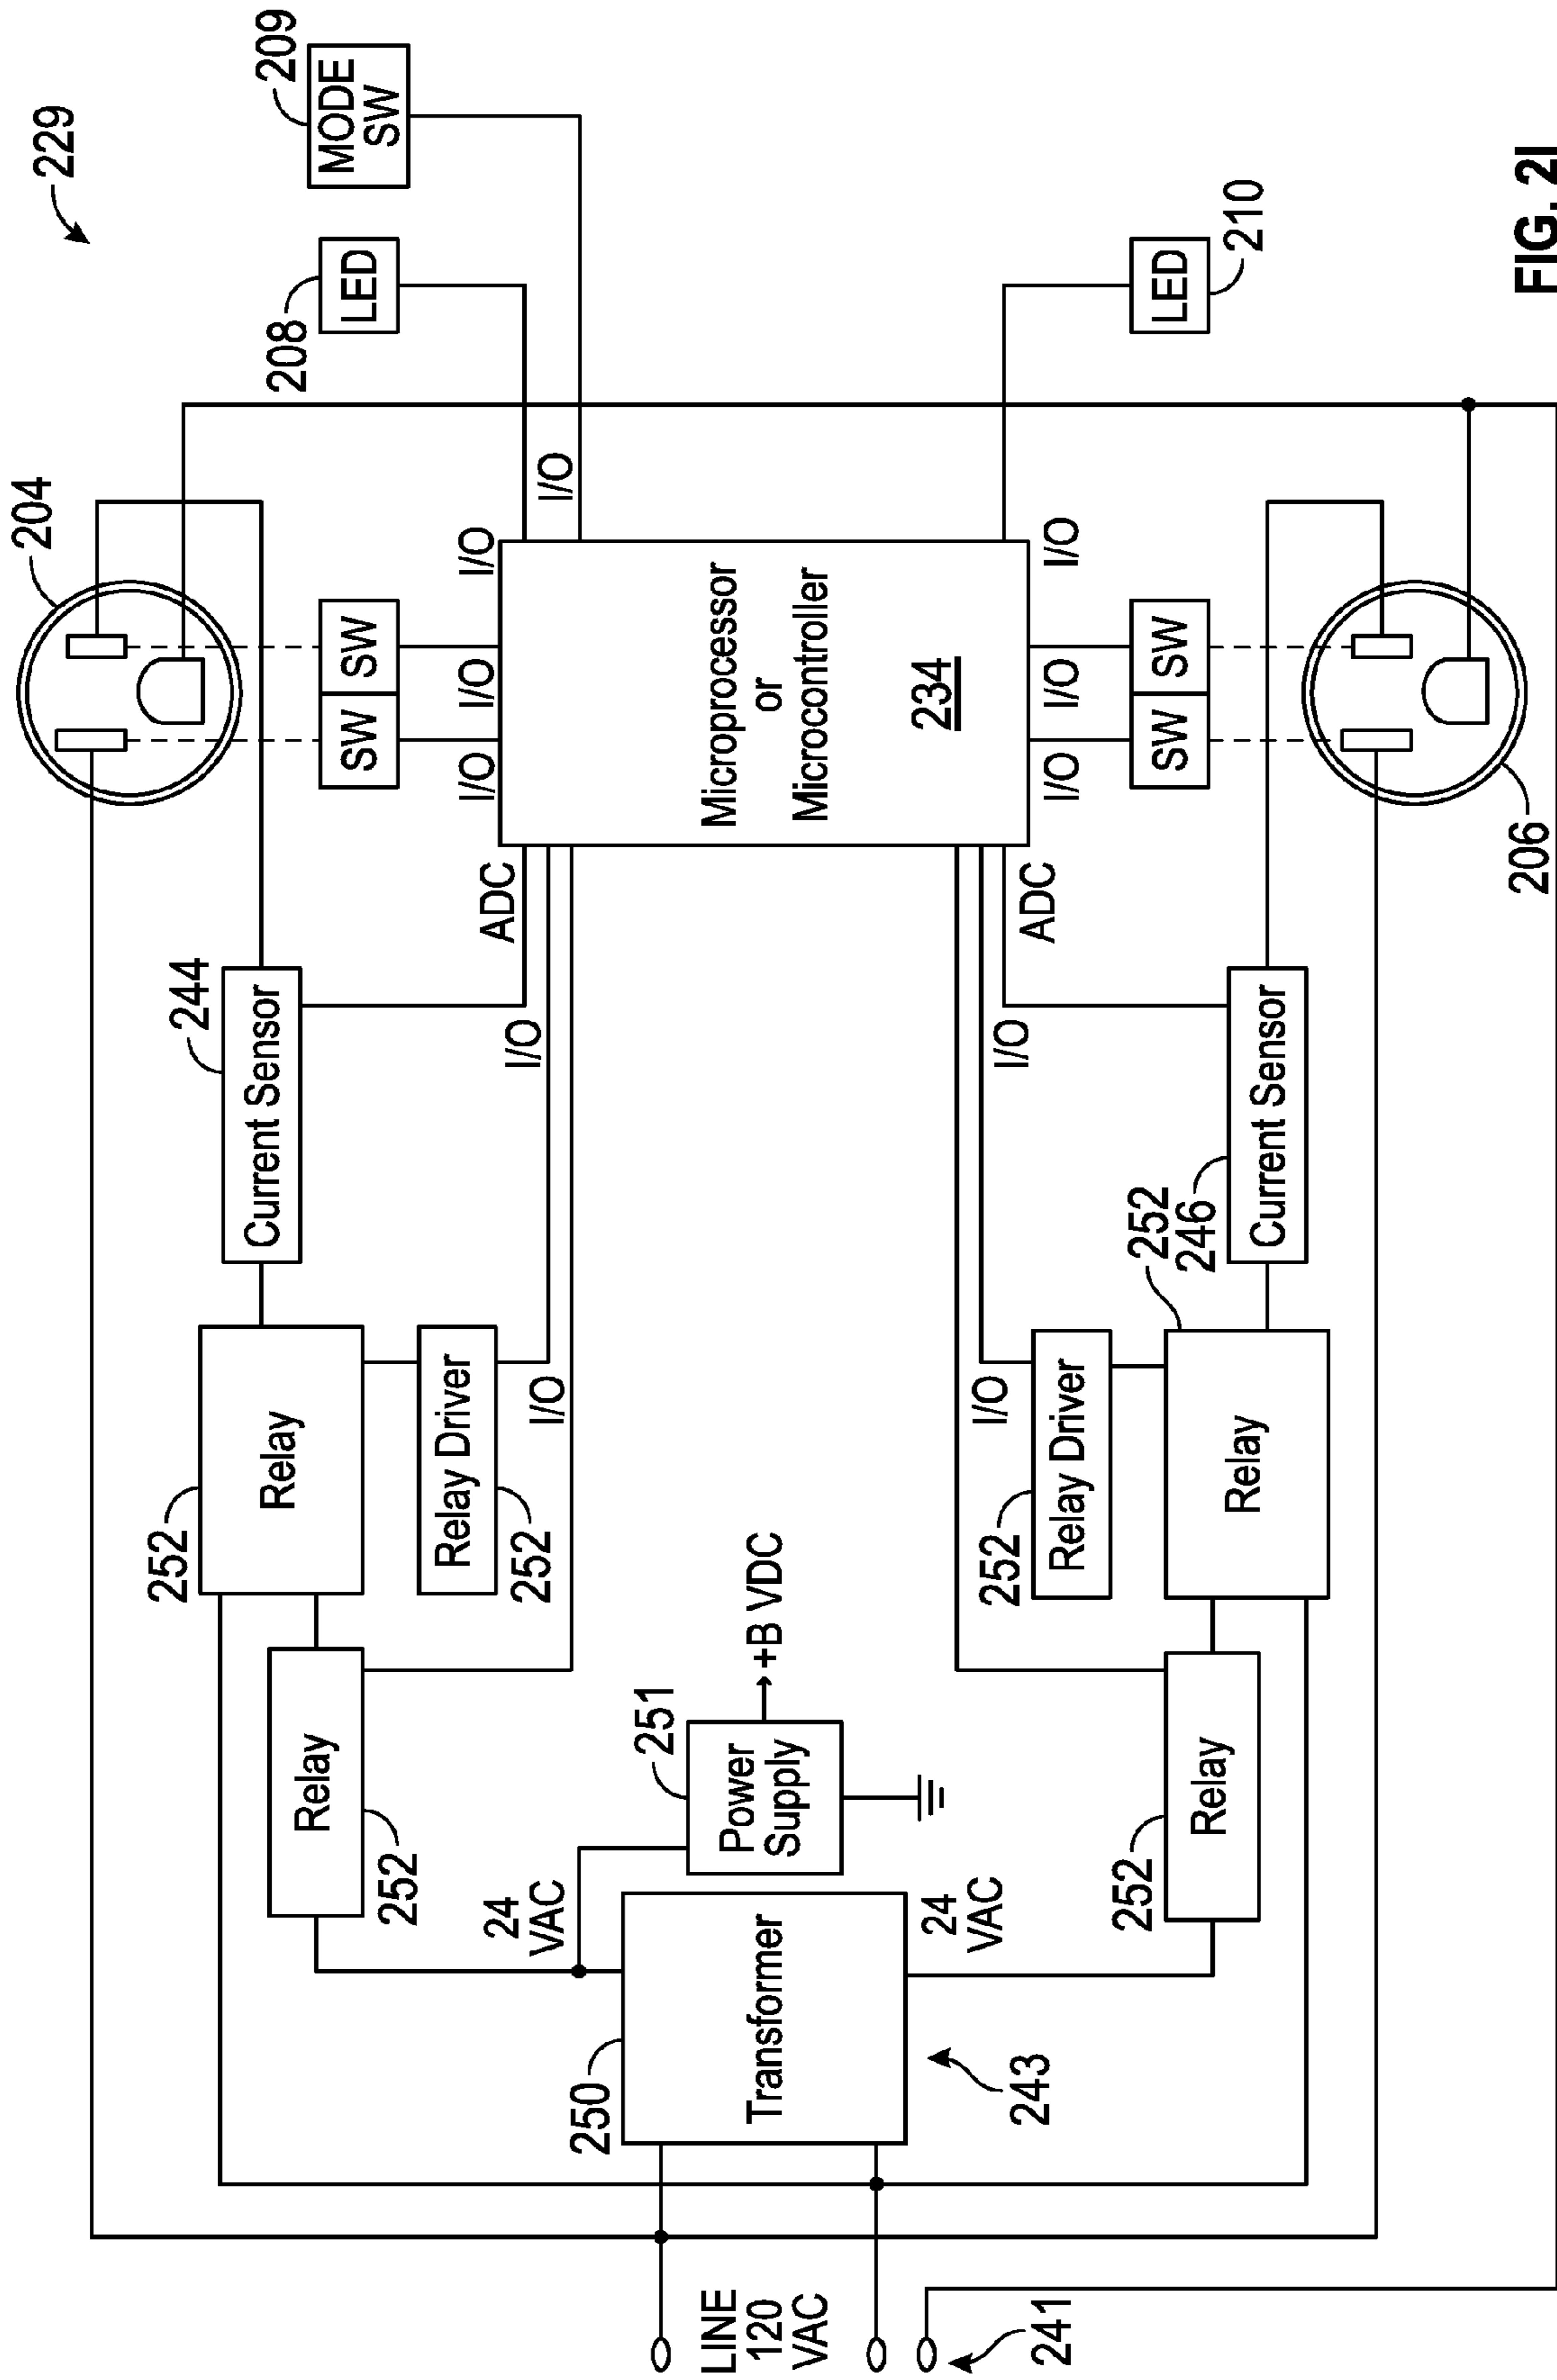 229
209
MODE
SW
208
LED
204
I/O
I/O
SW
SW
I/O
I/O
244
Current Sensor
ADC
I/O
252
Relay
Relay Driver
252
I/O
Relay
252
24
VAC
251
Power
Supply
+B VDC
250
Transformer
24
VAC
243
LINE
120
VAC
241
Microprocessor
or
Microcontroller
234
I/O
I/O
I/O
SW
SW
LED
210
ADC
I/O
I/O
252
Relay Driver
252
246
Current Sensor
Relay
252
Relay
206
FIG. 2I